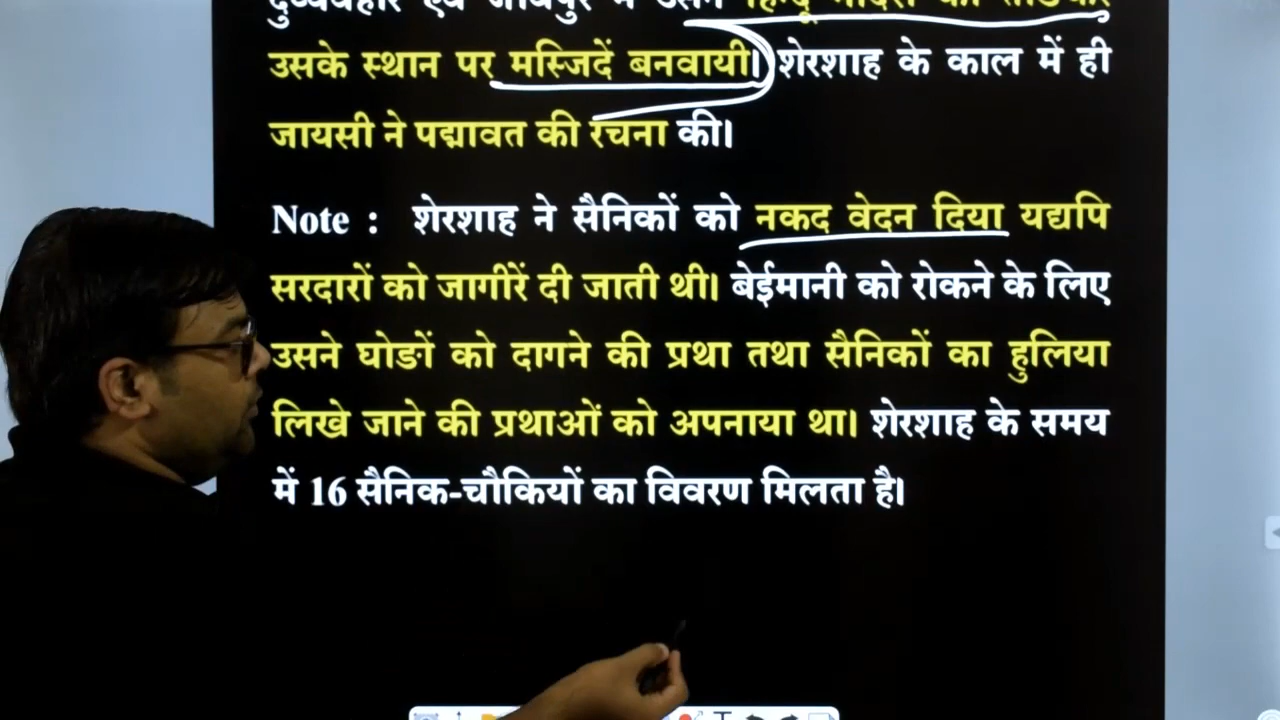 उसके स्थान पर मस्जिदें बनवायी। शेरशाह के काल में ही
जायसी ने पद्मावत की रचना की।
Note : शेरशाह ने सैनिकों को नकद वेदन दिया यद्यपि
सरदारों को जागीरें दी जाती थी। बेईमानी को रोकने के लिए
उसने घोङों को दागने की प्रथा तथा सैनिकों का हुलिया
लिखे जाने की प्रथाओं को अपनाया था। शेरशाह के समय
में 16 सैनिक-चौकियों का विवरण मिलता है।